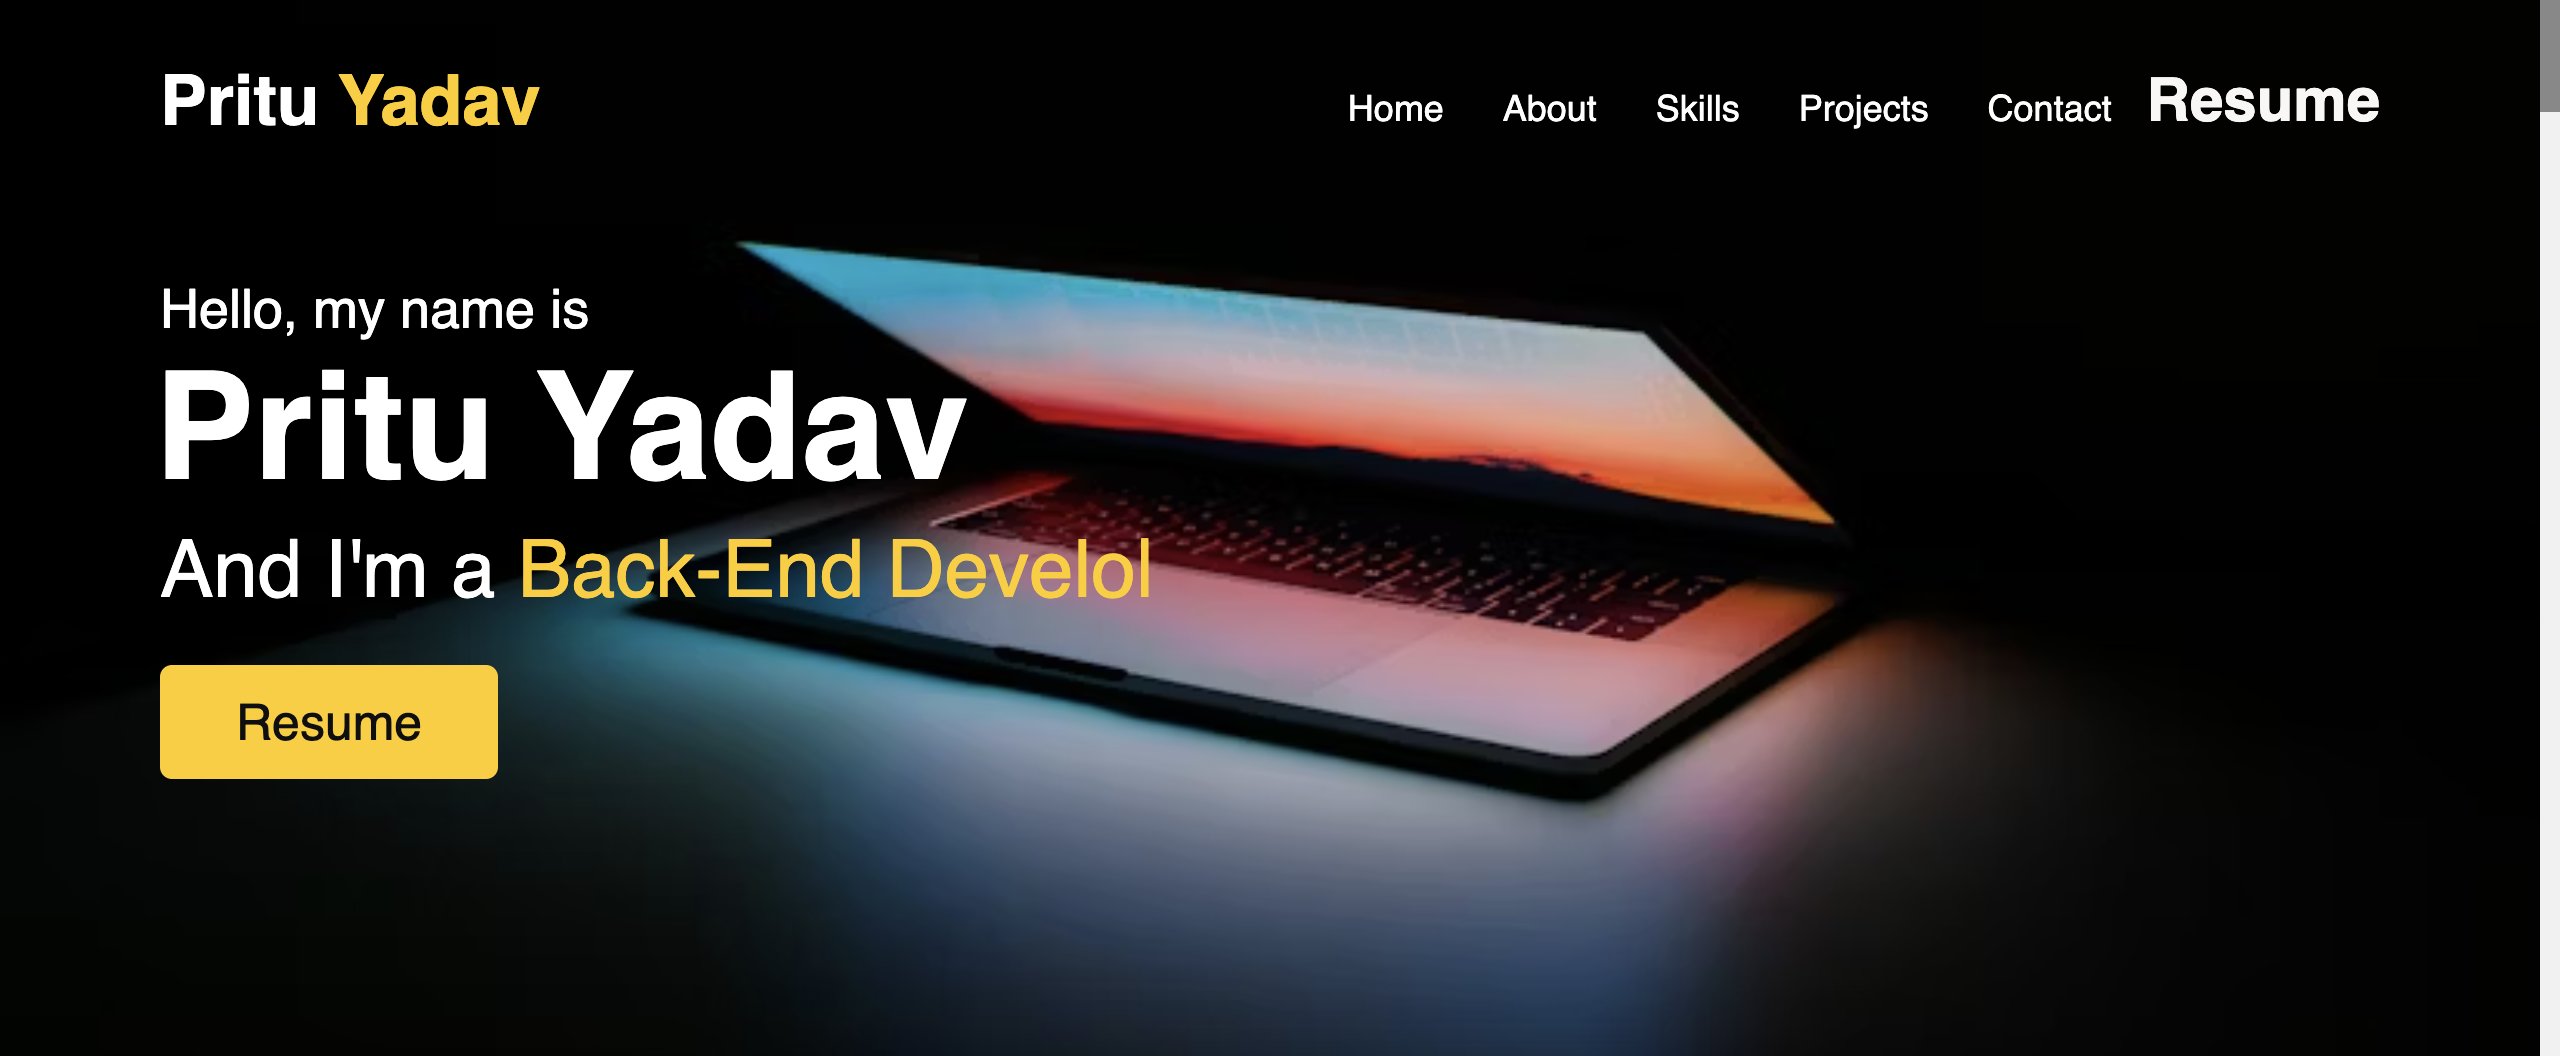 Pritu Yadav
Home About Skills Projects Contact Resume
Hello, my name is
Pritu Yadav
And I'm a Back-End Develol
Resume